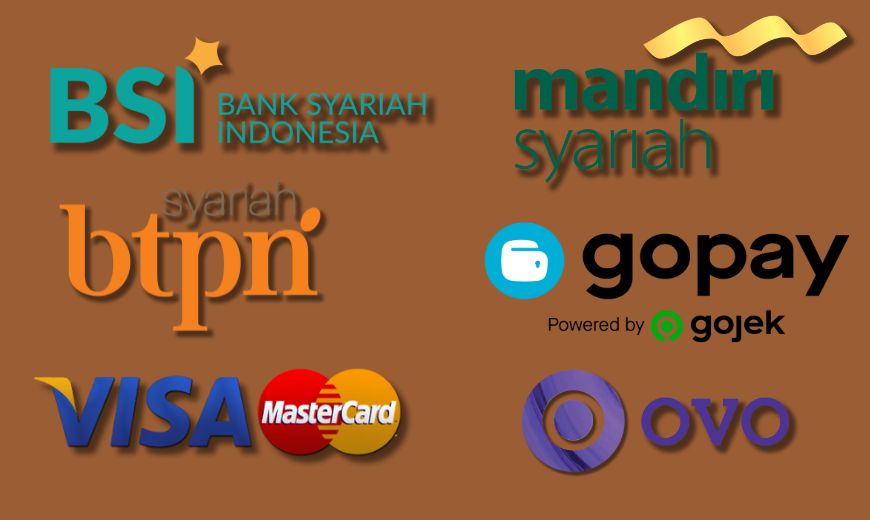 BSI
BANK SYARIAH
INDONESIA
mandiri
syariah
syariah
btpn
gopay
Powered by gojek
VISA
MasterCard
OVO